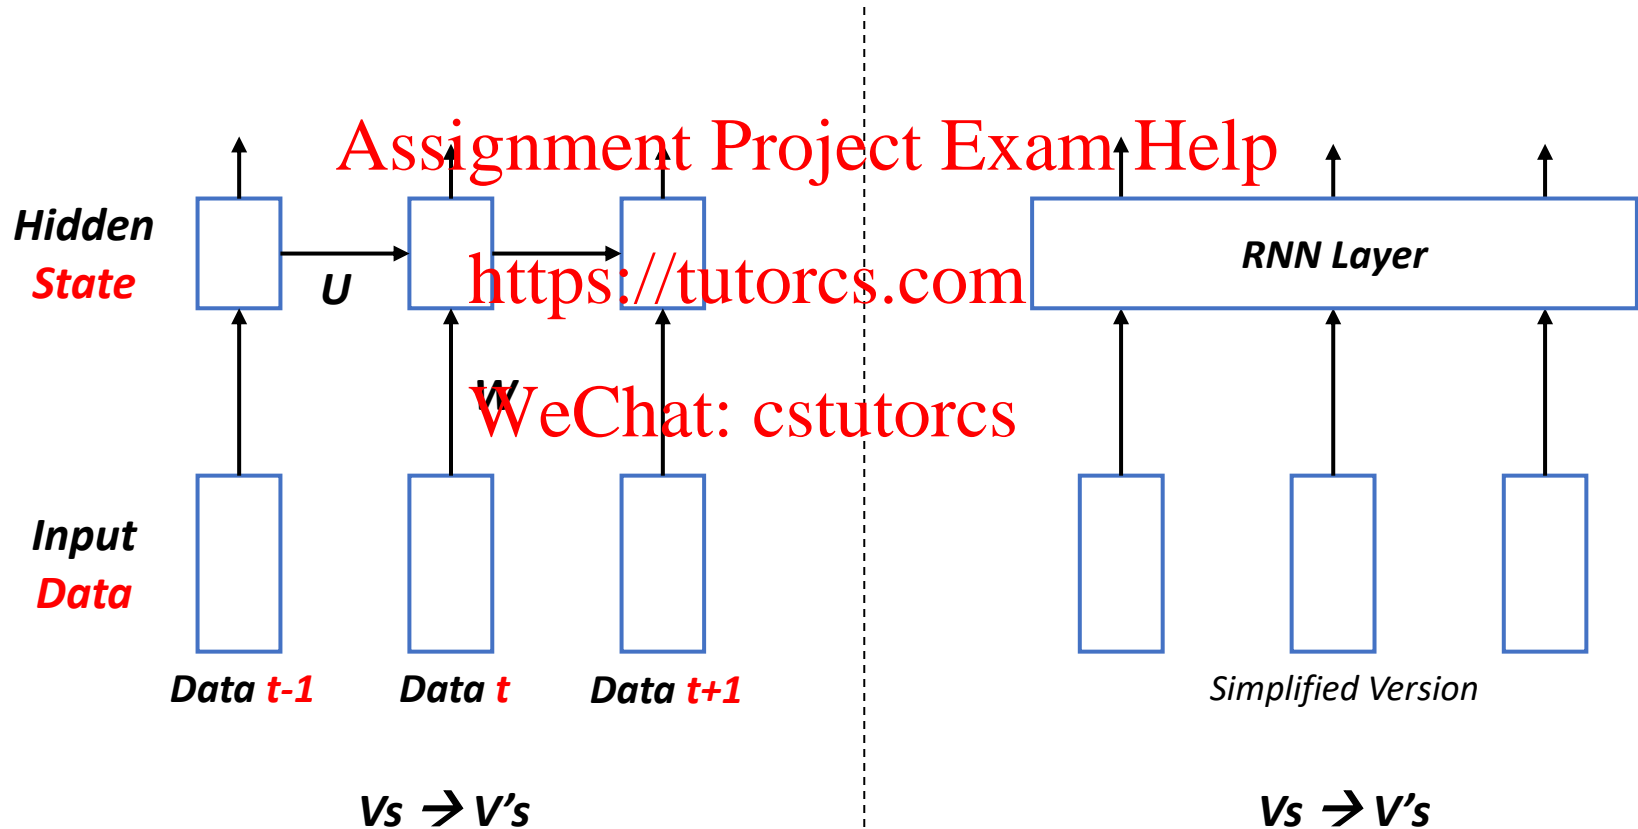 Assignment Project Exam Help
Hidden
State
U
RNN Layer
https://tutorcs.com
W
WeChat: cstutorcs
Input
Data
Data t-1
Data t
Data t+1
Simplified Version
Vs → V's
Vs → V's